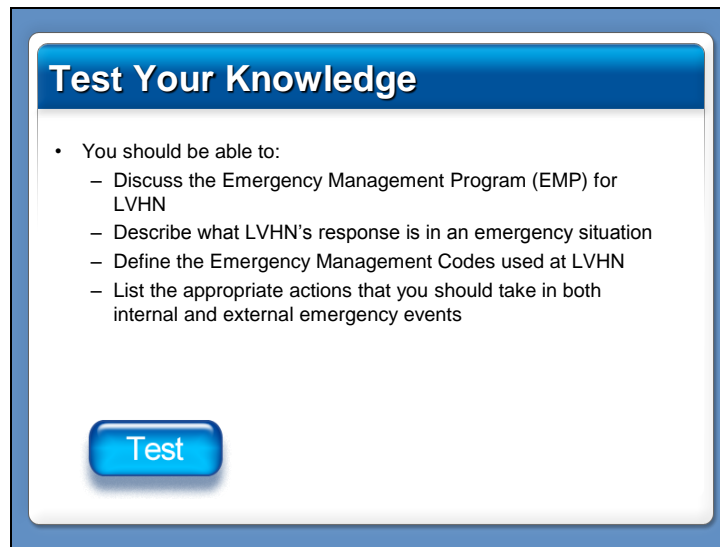 Test Your Knowledge
• You should be able to:
– Discuss the Emergency Management Program (EMP) for
LVHN
– Describe what LVHN’s response is in an emergency situation
– Define the Emergency Management Codes used at LVHN
– List the appropriate actions that you should take in both
internal and external emergency events
Test